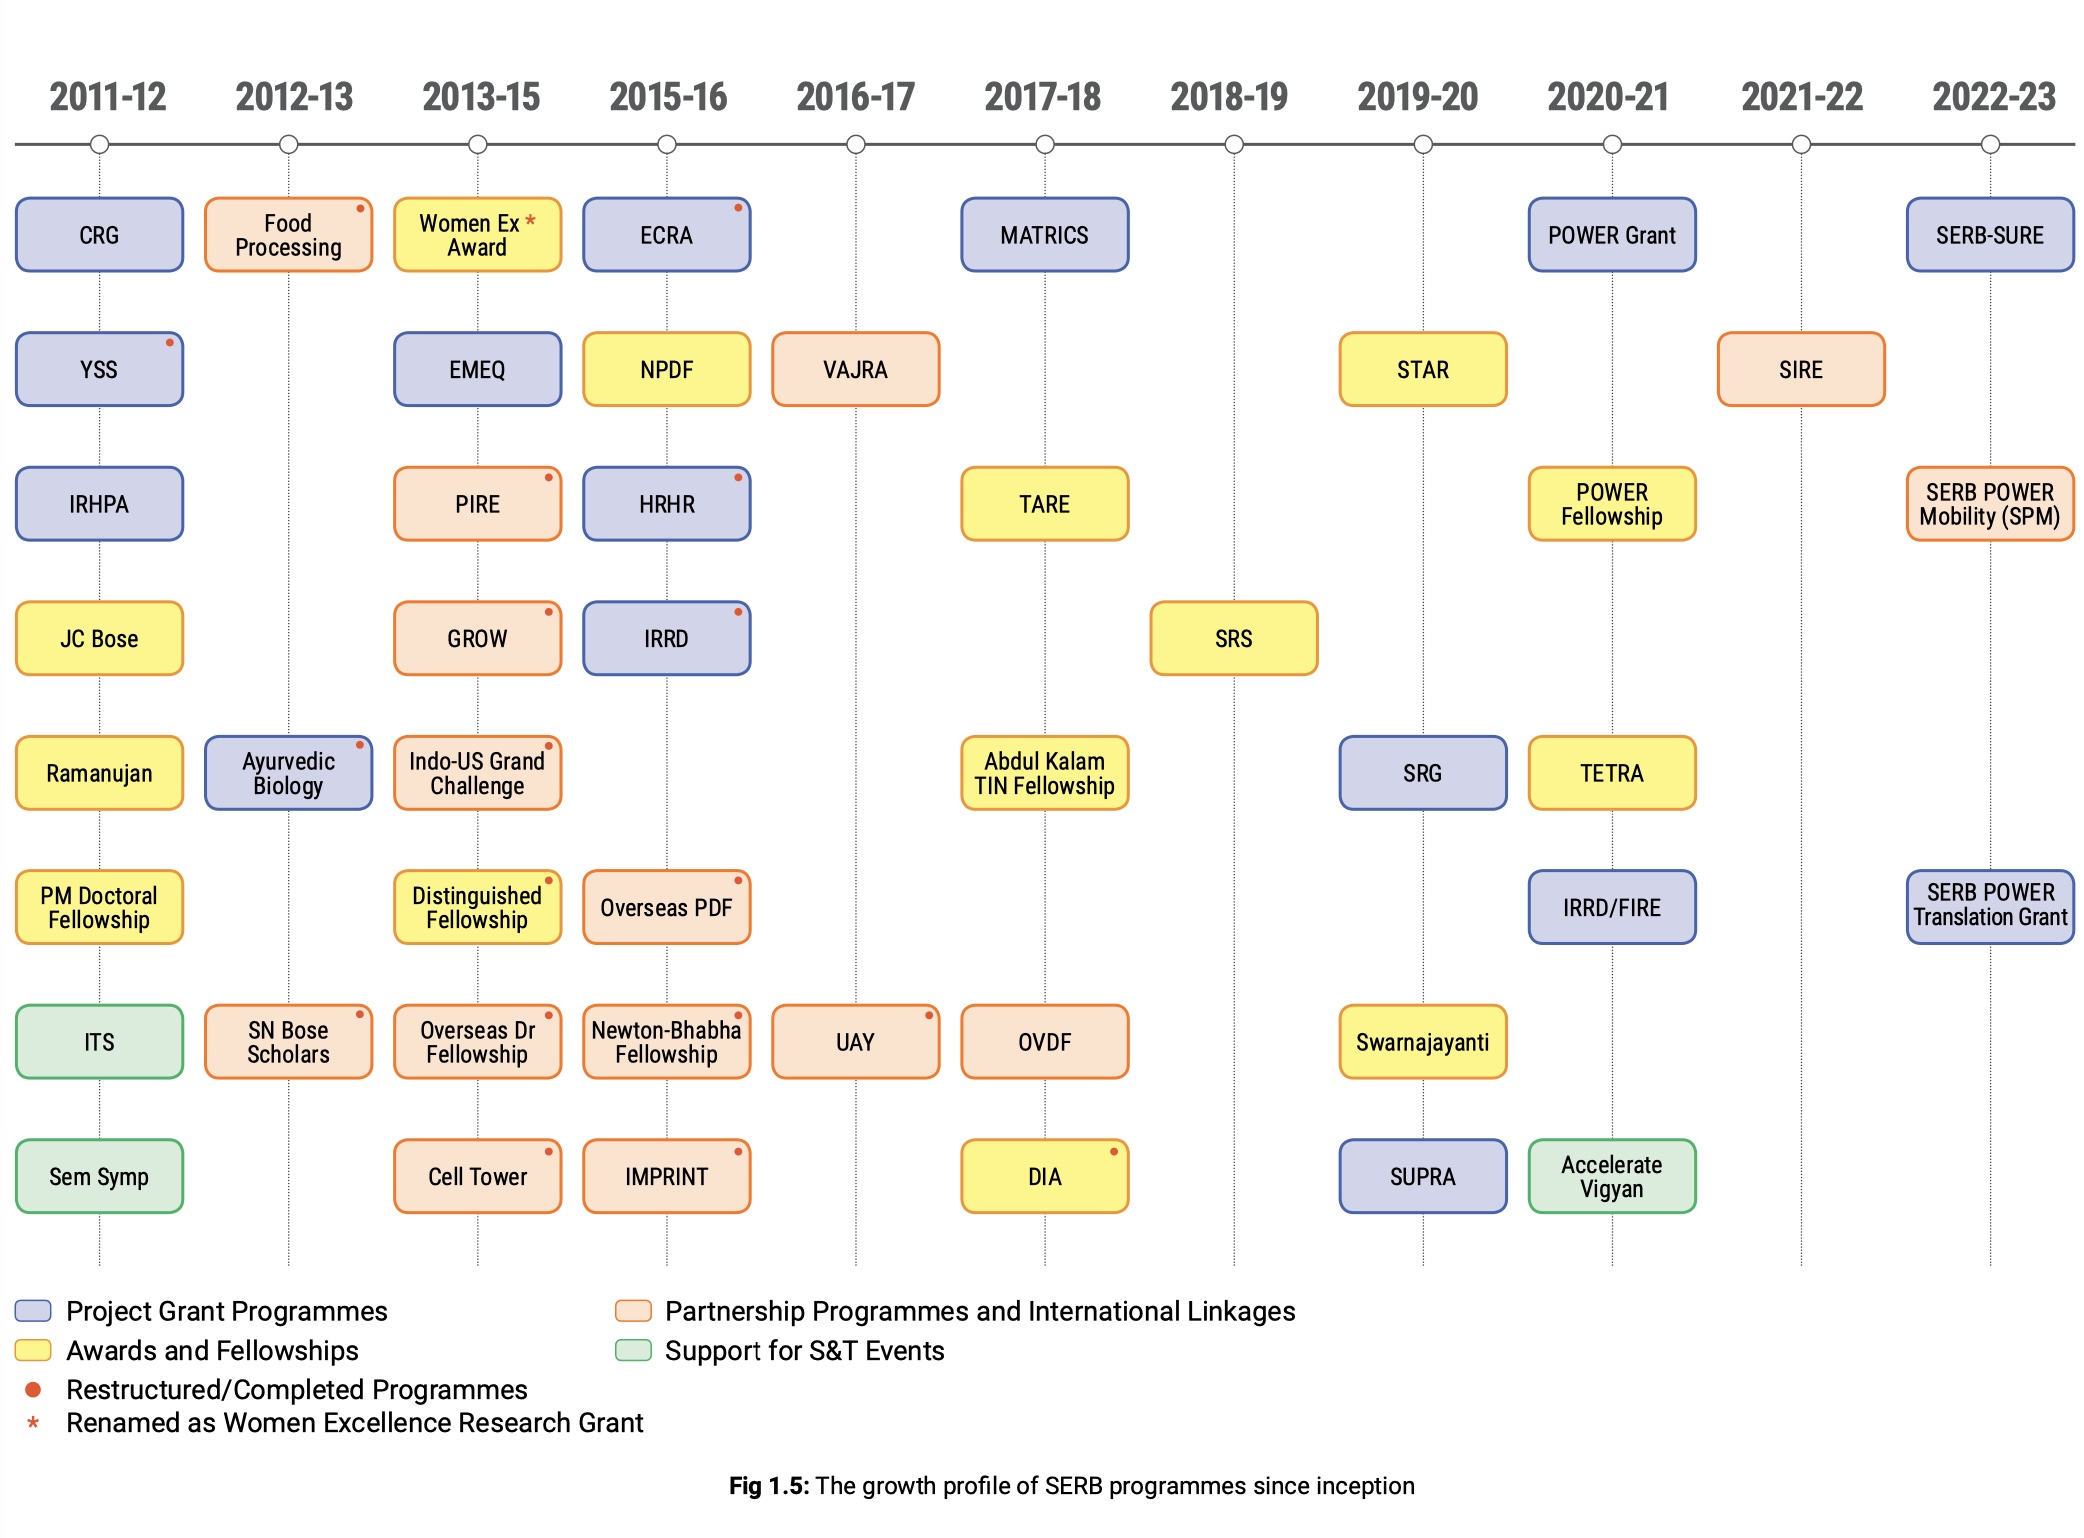 2011-12 2012-13 2013-15 2015-16 2016-17 2017-18 2018-19 2019-20 2020-21 2021-22 2022-23
CRG
Food
Processing
Women Ex *
Award
ECRA
MATRICS
POWER Grant
SERB-SURE
YSS
EMEQ
NPDF
VAJRA
STAR
SIRE
IRHPA
PIRE
HRHR
TARE
POWER
Fellowship
SERB POWER
Mobility (SPM)
JC Bose
GROW
IRRD
SRS
Ramanujan
Ayurvedic
Biology
Indo-US Grand
Challenge
Abdul Kalam
TIN Fellowship
SRG
TETRA
PM Doctoral
Fellowship
Distinguished
Fellowship
Overseas PDF
IRRD/FIRE
SERB POWER
Translation Grant
ITS
SN Bose
Scholars
Overseas Dr
Fellowship
Newton-Bhabha
Fellowship
UAY
OVDF
Swarnajayanti
Sem Symp
Cell Tower
IMPRINT
DIA
SUPRA
Accelerate
Vigyan
Project Grant Programmes
Partnership Programmes and International Linkages
Awards and Fellowships
Support for S&T Events
Restructured/Completed Programmes
* Renamed as Women Excellence Research Grant
Fig 1.5: The growth profile of SERB programmes since inception